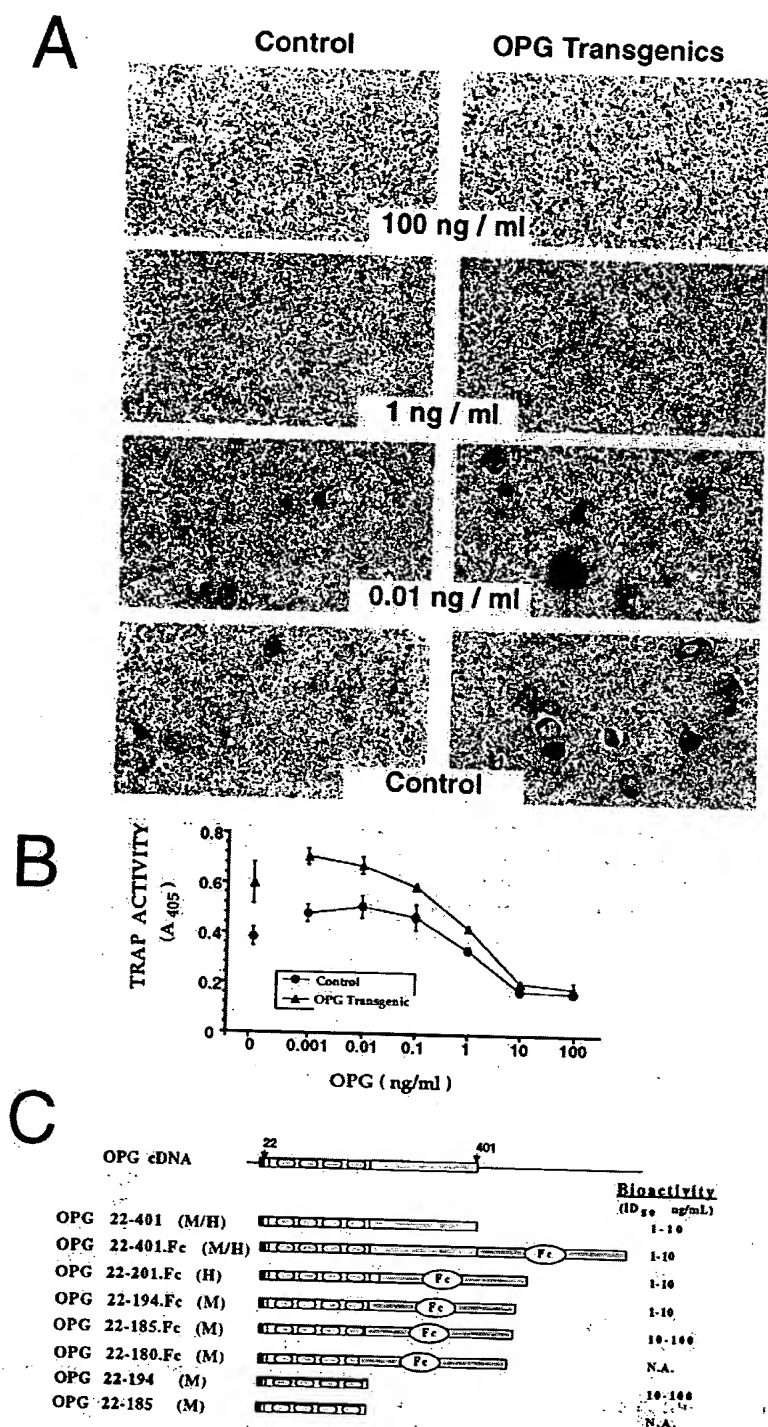 A
Control OPG Transgenics
100 ng / ml
1 ng / ml
0.01 ng / ml
Control
B
TRAP ACTIVITY
(A405)
0.8
0.6
0.4
0.2
0
Control
OPG Transgenic
0 0.001 0.01 0.1 1 10 100
OPG ( ng/ml )
C
22 401
OPG cDNA
Bioactivity
(ID50 ng/mL)
OPG 22-401 (M/H) 1-10
OPG 22-401.Fc (M/H) Fc 1-10
OPG 22-201.Fc (H) Fc 1-10
OPG 22-194.Fc (M) Fc 1-10
OPG 22-185.Fc (M) Fc 10-100
OPG 22-180.Fc (M) Fc N.A.
OPG 22-194 (M) 10-100
OPG 22-185 (M) N.A.